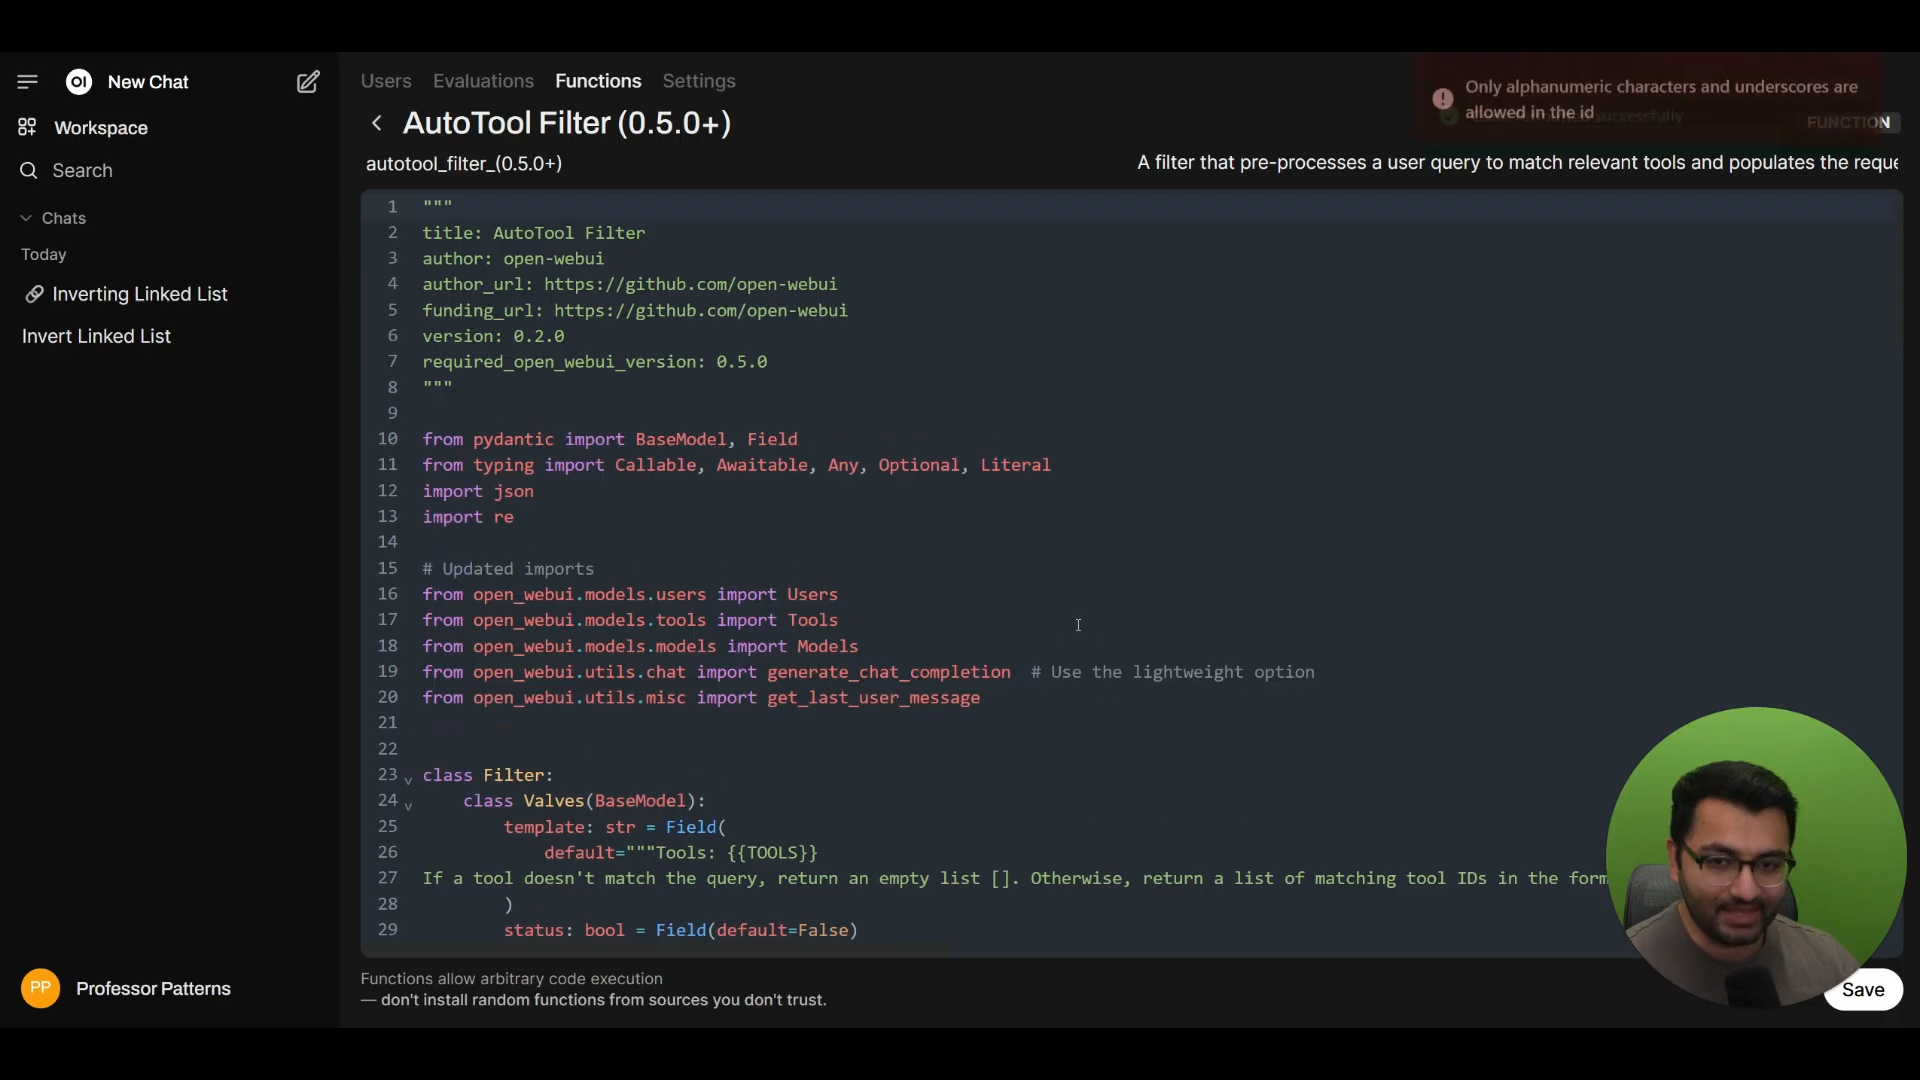 OI New Chat
Workspace
Search
Chats
Today
Inverting Linked List
Invert Linked List
PP Professor Patterns
Users Evaluations Functions Settings
AutoTool Filter (0.5.0+)
Only alphanumeric characters and underscores are
allowed in the id
successfully
FUNCTION
autotool_filter_(0.5.0+)
A filter that pre-processes a user query to match relevant tools and populates the reque
1 """
2 title: AutoTool Filter
3 author: open-webui
4 author_url: https://github.com/open-webui
5 funding_url: https://github.com/open-webui
6 version: 0.2.0
7 required_open_webui_version: 0.5.0
8 """
9
10 from pydantic import BaseModel, Field
11 from typing import Callable, Awaitable, Any, Optional, Literal
12 import json
13 import re
14
15 # Updated imports
16 from open_webui.models.users import Users
17 from open_webui.models.tools import Tools
18 from open_webui.models.models import Models
19 from open_webui.utils.chat import generate_chat_completion # Use the lightweight option
20 from open_webui.utils.misc import get_last_user_message
21
22
23 class Filter:
24 class Valves(BaseModel):
25 template: str = Field(
26 default="""Tools: {{TOOLS}}
27 If a tool doesn't match the query, return an empty list []. Otherwise, return a list of matching tool IDs in the form
28 )
29 status: bool = Field(default=False)
Functions allow arbitrary code execution
— don't install random functions from sources you don't trust.
Save